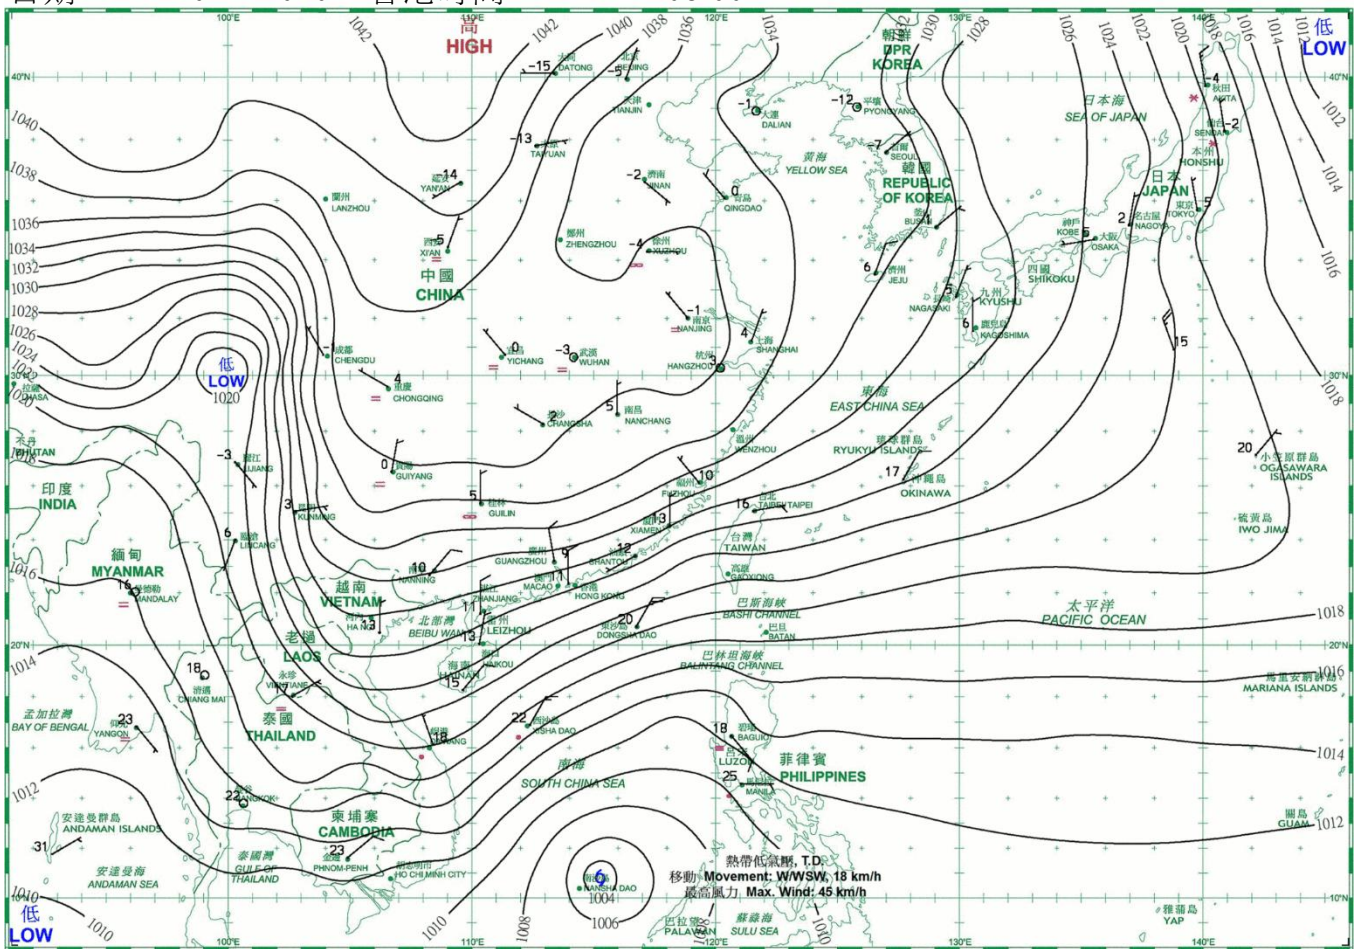 高
HIGH
低
LOW
朝鮮
DPR
KOREA
大同
DATONG
北京
BEIJING
天津
TIANJIN
大連
DALIAN
平壤
PYONGYANG
日本海
SEA OF JAPAN
秋田
AKITA
仙台
SENDAI
本州
HONSHU
太原
TAIYUAN
首爾
SEOUL
黃海
YELLOW SEA
韓國
REPUBLIC
OF KOREA
日本
JAPAN
延安
YAN'AN
濟南
JINAN
青島
QINGDAO
蘭州
LANZHOU
釜山
BUSAN
東京
TOKYO
名古屋
NAGOYA
神戶
KOBE
大阪
OSAKA
鄭州
ZHENGZHOU
徐州
XUZHOU
西安
XI'AN
中國
CHINA
濟州
JEJU
四國
SHIKOKU
九州
KYUSHU
長崎
NAGASAKI
鹿兒島
KAGOSHIMA
南京
NANJING
上海
SHANGHAI
成都
CHENGDU
宜昌
YICHANG
武漢
WUHAN
杭州
HANGZHOU
低
LOW
1020
拉薩
LHASA
重慶
CHONGQING
長沙
CHANGSHA
南昌
NANCHANG
東海
EAST CHINA SEA
溫州
WENZHOU
琉球群島
RYUKYU ISLANDS
不丹
BHUTAN
麗江
LIJIANG
貴陽
GUIYANG
福州
FUZHOU
沖繩島
OKINAWA
小笠原群島
OGASAWARA
ISLANDS
印度
INDIA
昆明
KUNMING
桂林
GUILIN
廈門
XIAMEN
台北
TAIBEI/TAIPEI
硫黃島
IWO JIMA
臨滄
LINCANG
台灣
TAIWAN
緬甸
MYANMAR
曼德勒
MANDALAY
南寧
NANNING
廣州
GUANGZHOU
汕頭
SHANTOU
澳門
MACAO
香港
HONG KONG
高雄
GAOXIONG
越南
VIETNAM
河內
HA NOI
湛江
ZHANJIANG
雷州
LEIZHOU
北部灣
BEIBU WAN
東沙島
DONGSHA DAO
巴斯海峽
BASHI CHANNEL
巴旦
BATAN
太平洋
PACIFIC OCEAN
老撾
LAOS
海口
HAIKOU
海南
HAINAN
巴林坦海峽
BALINTANG CHANNEL
清邁
CHIANG MAI
永珍
VIENTIANE
馬里安納群島
MARIANA ISLANDS
孟加拉灣
BAY OF BENGAL
仰光
YANGON
泰國
THAILAND
峴港
DANANG
西沙島
XISHA DAO
碧瑤
BAGUIO
呂宋
LUZON
菲律賓
PHILIPPINES
南海
SOUTH CHINA SEA
馬尼拉
MANILA
曼谷
BANGKOK
安達曼群島
ANDAMAN ISLANDS
柬埔寨
CAMBODIA
關島
GUAM
金邊
PHNOM-PENH
胡志明市
HO CHI MINH CITY
泰國灣
GULF OF
THAILAND
安達曼海
ANDAMAN SEA
南沙島
NANSHA DAO
1004
1006
熱帶低氣壓, T.D.
移動 Movement: W/WSW, 18 km/h
最高風力 Max. Wind: 45 km/h
巴拉望
PALAWAN
蘇祿海
SULU SEA
雅蒲島
YAP
低
LOW
100°E
110°E
120°E
130°E
140°E